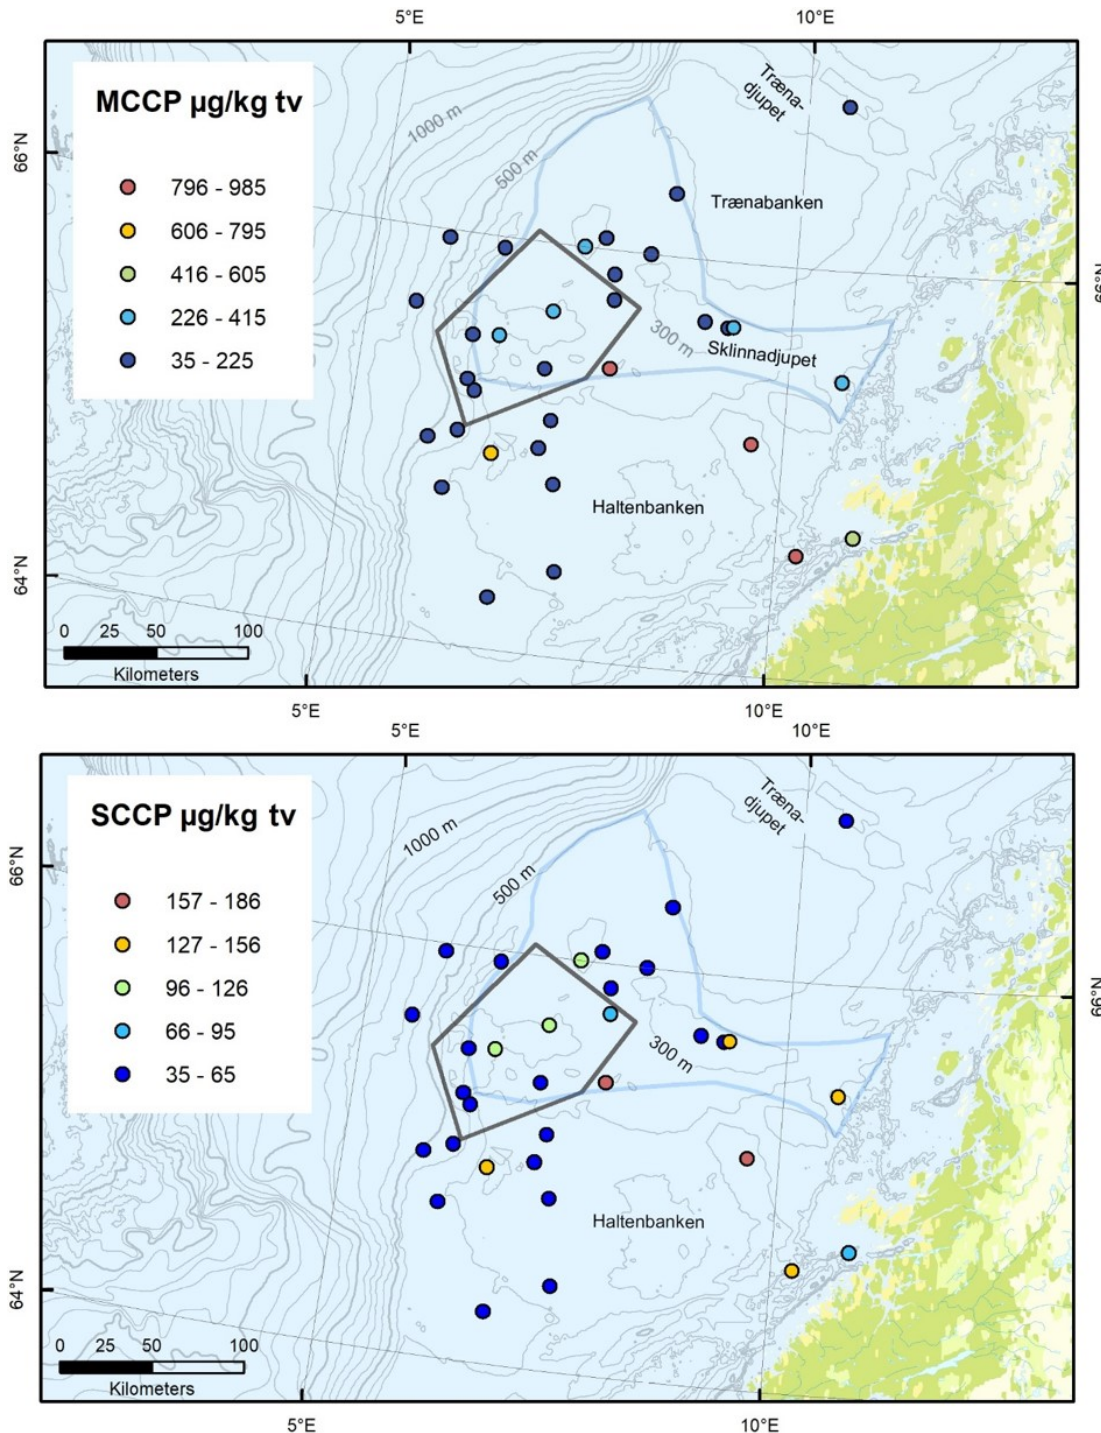 5°E
10°E
MCCP µg/kg tv
796 - 985
606 - 795
416 - 605
226 - 415
35 - 225
1000 m
500 m
Træna-
djupet
Trænabanken
66°N
66°N
300 m
Sklinnadjupet
Haltenbanken
64°N
0 25 50 100
Kilometers
5°E
10°E
5°E
10°E
SCCP µg/kg tv
157 - 186
127 - 156
96 - 126
66 - 95
35 - 65
1000 m
500 m
Træna-
djupet
66°N
66°N
300 m
Haltenbanken
64°N
0 25 50 100
Kilometers
5°E
10°E